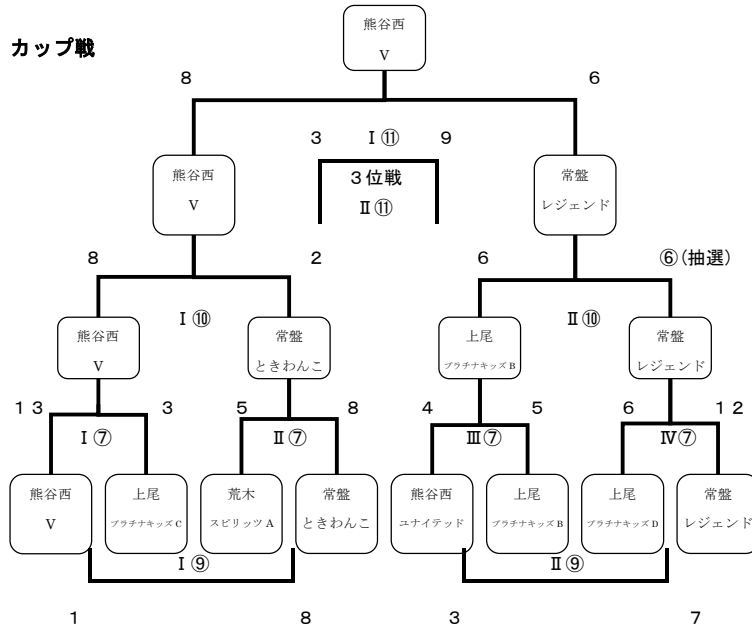 カップ戦
熊谷西
V
8
6
3
Ⅰ⑪
9
3位戦
Ⅱ⑪
熊谷西
V
常盤
レジェンド
8
2
6
⑥(抽選)
Ⅰ⑩
Ⅱ⑩
熊谷西
V
常盤
ときわんこ
上尾
プラチナキッズB
常盤
レジェンド
13
3
5
8
4
5
6
12
Ⅰ⑦
Ⅱ⑦
Ⅲ⑦
Ⅳ⑦
熊谷西
V
上尾
プラチナキッズC
荒木
スピリッツA
常盤
ときわんこ
熊谷西
ユナイテッド
上尾
プラチナキッズB
上尾
プラチナキッズD
常盤
レジェンド
Ⅰ⑨
Ⅱ⑨
1
8
3
7